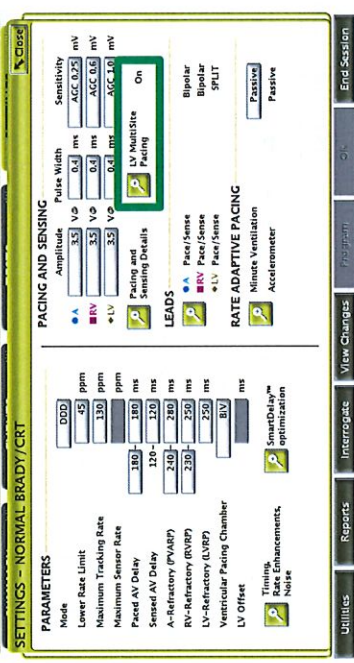 SETTINGS – NORMAL BRADY/CRT
Close
PARAMETERS
Mode DDD
Lower Rate Limit 45 ppm
Maximum Tracking Rate 130 ppm
Maximum Sensor Rate ppm
Paced AV Delay 180 – 180 ms
Sensed AV Delay 120 – 120 ms
A-Refractory (PVARP) 240 – 280 ms
RV-Refractory (RVRP) 230 – 250 ms
LV-Refractory (LVRP) 250 ms
Ventricular Pacing Chamber BiV
LV Offset ms
Timing,
Rate Enhancements,
Noise
SmartDelay™
optimization
PACING AND SENSING
Amplitude Pulse Width Sensitivity
A 3.5 V 0.4 ms AGC 0.25 mV
RV 3.5 V 0.4 ms AGC 0.6 mV
LV 3.5 V 0.4 ms AGC 1.0 mV
Pacing and
Sensing Details
LV MultiSite
Pacing
On
LEADS
A Pace/Sense Bipolar
RV Pace/Sense Bipolar
LV Pace/Sense SPLIT
RATE ADAPTIVE PACING
Minute Ventilation Passive
Accelerometer Passive
Utilities
Reports
Interrogate
View Changes
Program
End Session